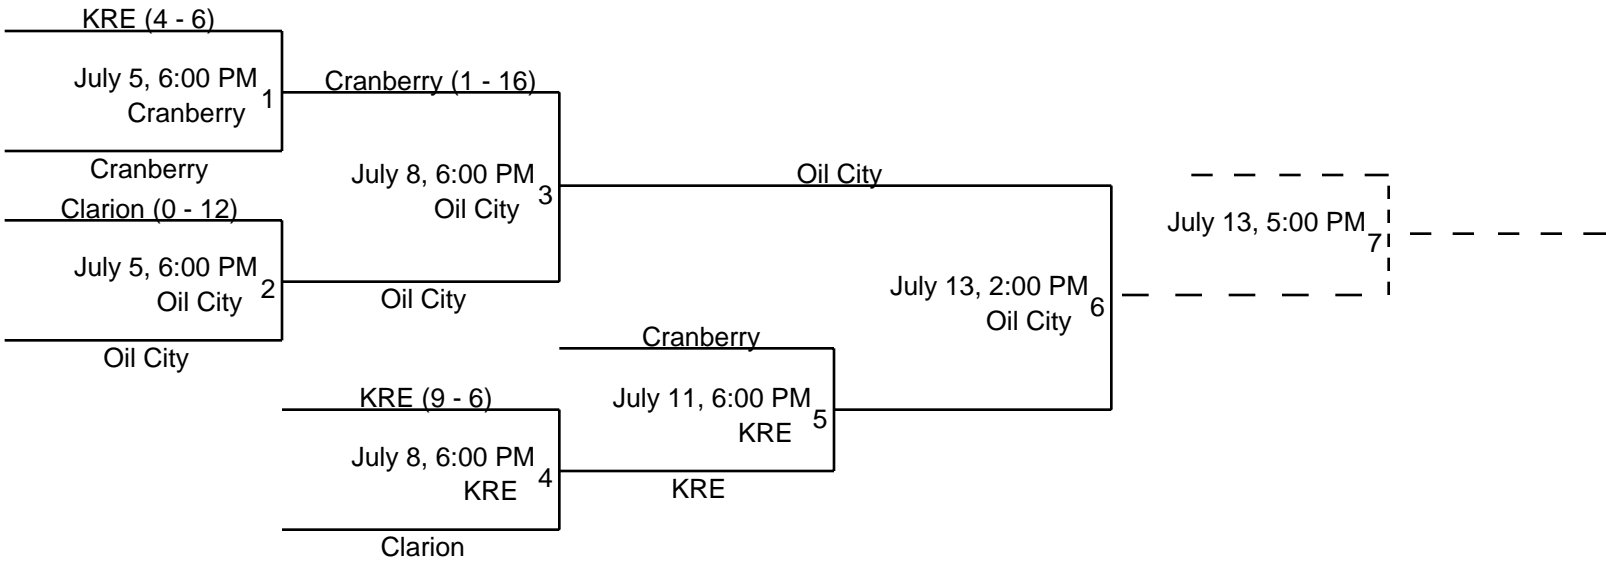 KRE (4 - 6)
July 5, 6:00 PM
Cranberry
1
Cranberry
Clarion (0 - 12)
July 5, 6:00 PM
Oil City
2
Oil City
Cranberry (1 - 16)
July 8, 6:00 PM
Oil City
3
Oil City
KRE (9 - 6)
July 8, 6:00 PM
KRE
4
Clarion
Cranberry
July 11, 6:00 PM
KRE
5
KRE
Oil City
July 13, 2:00 PM
Oil City
6
July 13, 5:00 PM
7